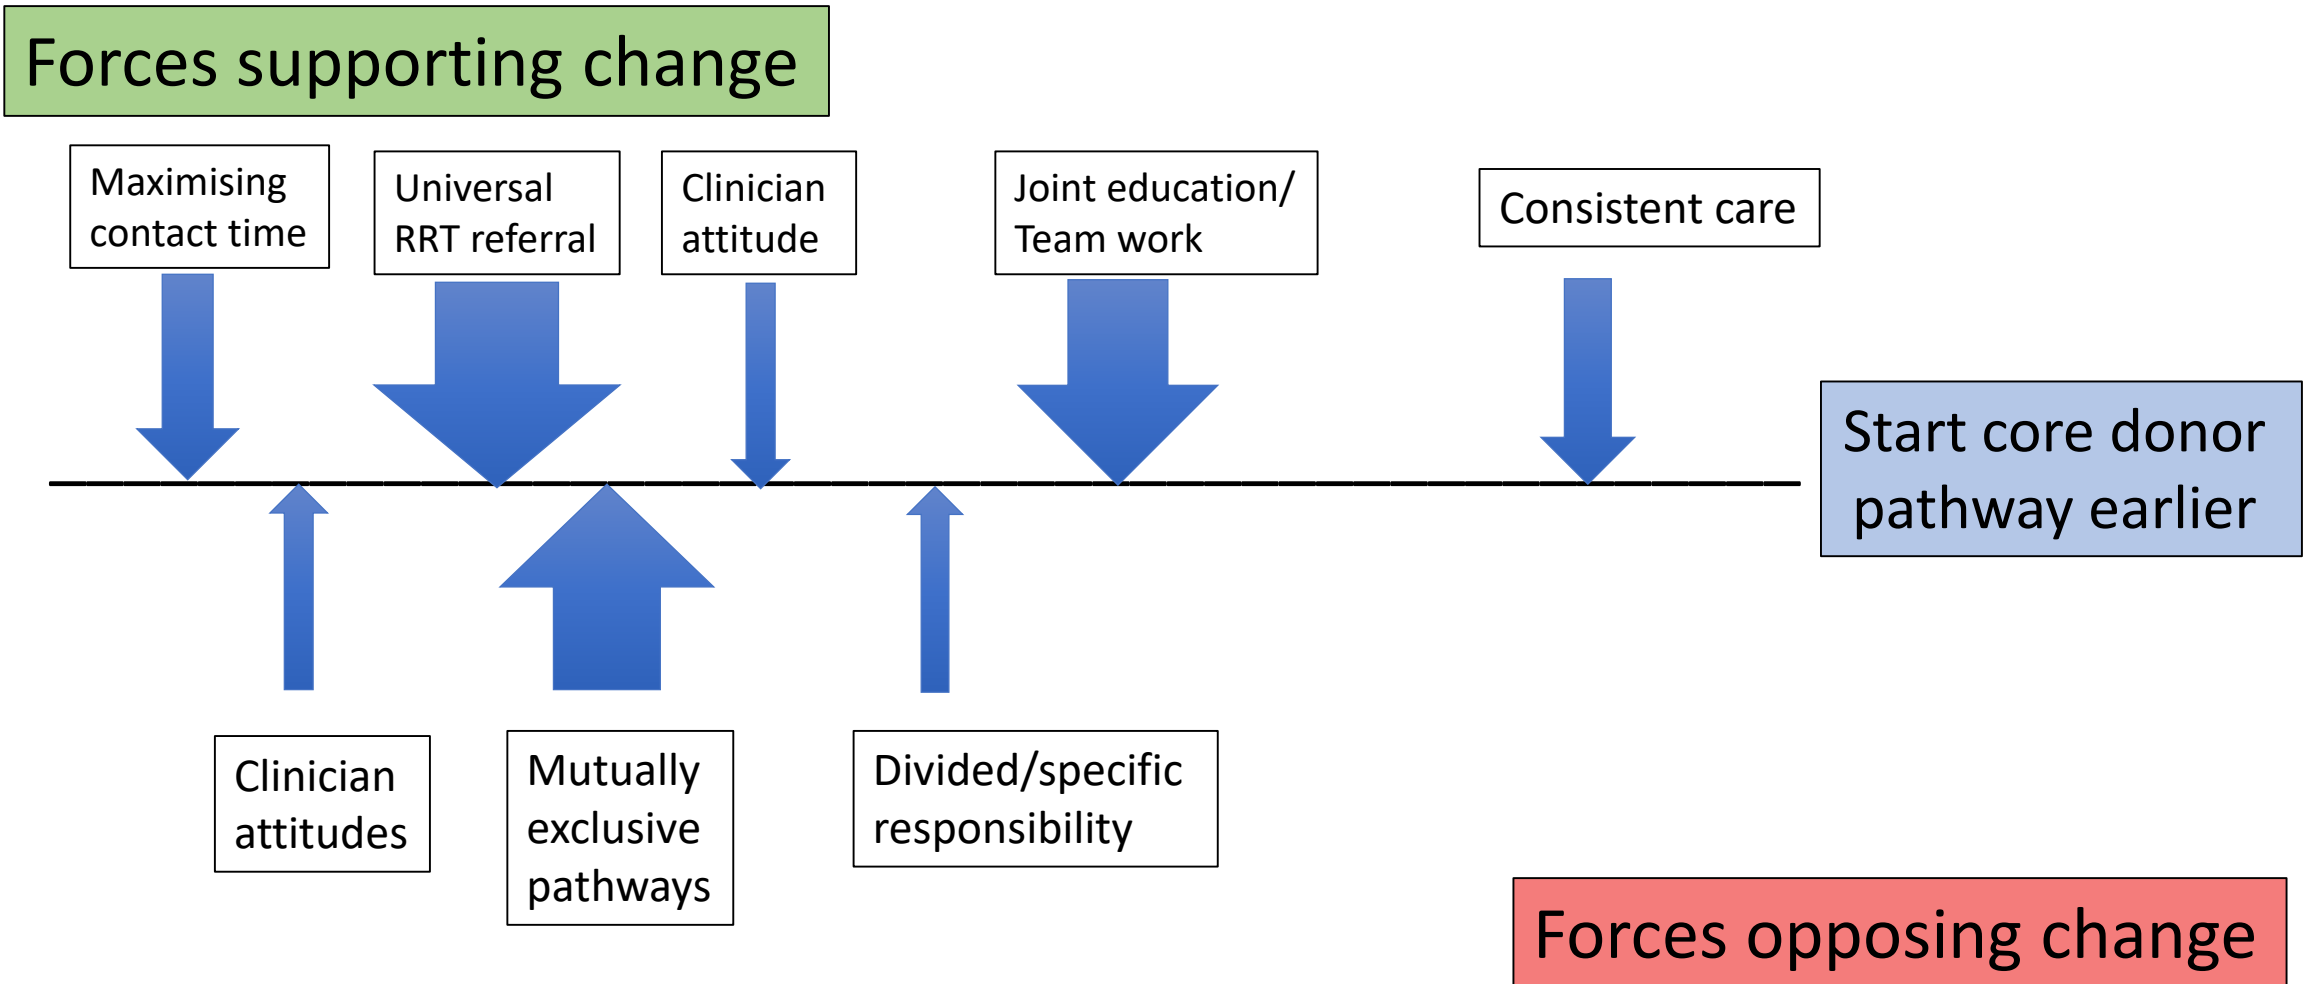 Forces supporting change
Maximising
contact time
Universal
RRT referral
Clinician
attitude
Joint education/
Team work
Consistent care
Start core donor
pathway earlier
Clinician
attitudes
Mutually
exclusive
pathways
Divided/specific
responsibility
Forces opposing change